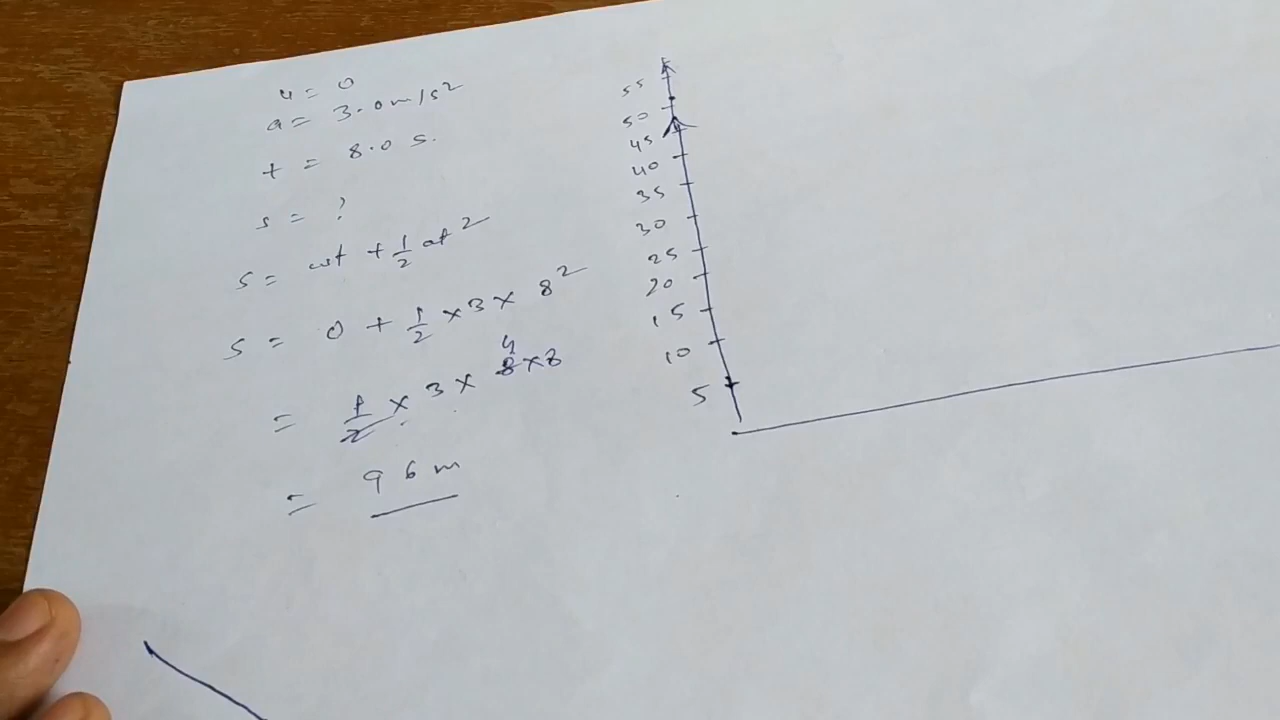 u = 0
a = 3.0 m/s²
t = 8.0 s.
s = ?
s = ut + 1/2 at²
s = 0 + 1/2 × 3 × 8²
4
= 1/2 × 3 × 8 × 8
= 96 m
55
50
45
40
35
30
25
20
15
10
5